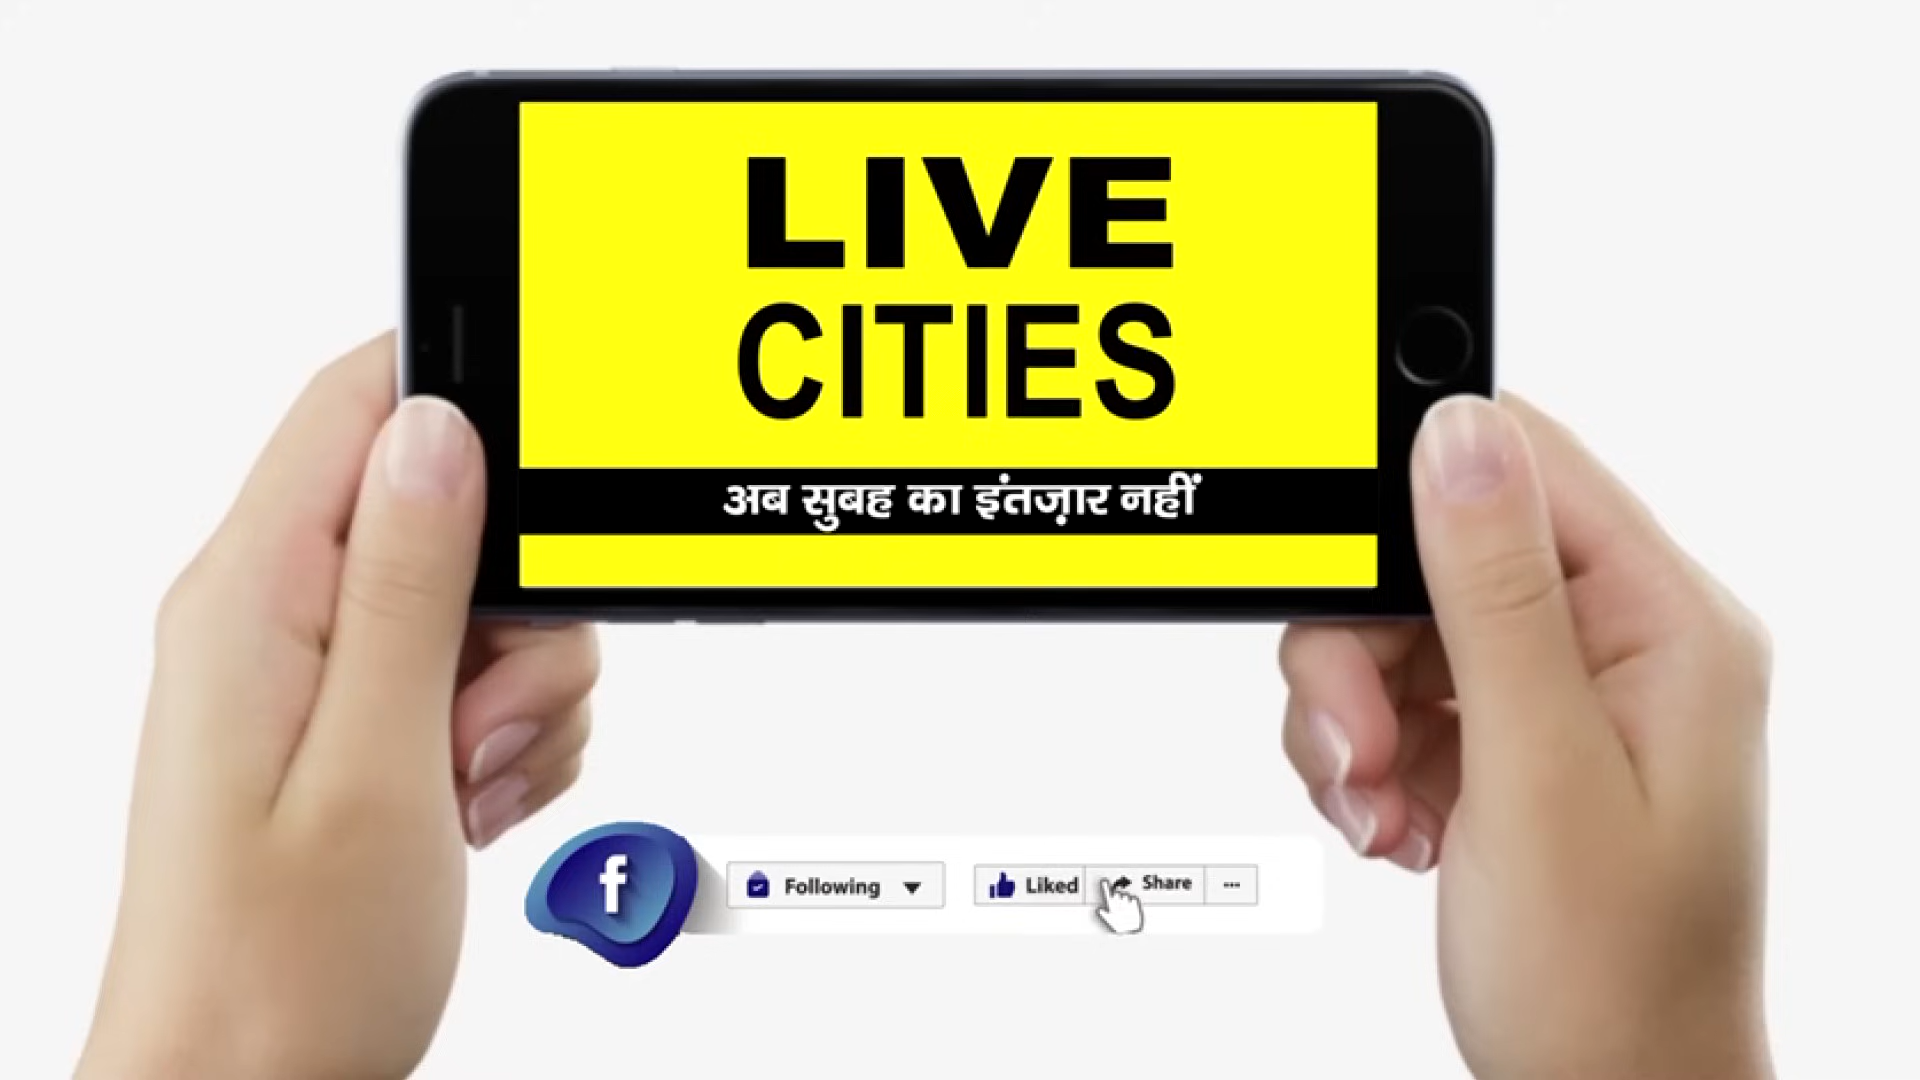 LIVE
CITIES
अब सुबह का इंतज़ार नहीं
f
Following
Liked
Share